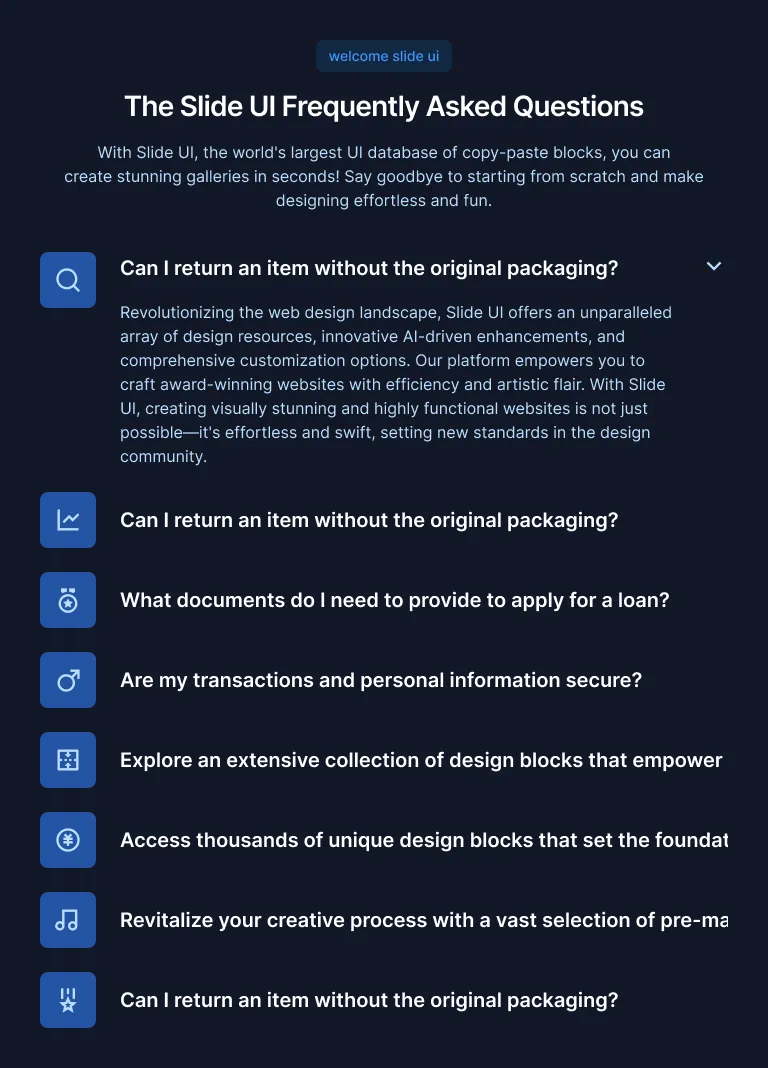 welcome slide ui
The Slide UI Frequently Asked Questions
With Slide UI, the world's largest UI database of copy-paste blocks, you can
create stunning galleries in seconds! Say goodbye to starting from scratch and make
designing effortless and fun.
Can I return an item without the original packaging?
Revolutionizing the web design landscape, Slide UI offers an unparalleled
array of design resources, innovative AI-driven enhancements, and
comprehensive customization options. Our platform empowers you to
craft award-winning websites with efficiency and artistic flair. With Slide
UI, creating visually stunning and highly functional websites is not just
possible—it's effortless and swift, setting new standards in the design
community.
Can I return an item without the original packaging?
What documents do I need to provide to apply for a loan?
Are my transactions and personal information secure?
Explore an extensive collection of design blocks that empower
Access thousands of unique design blocks that set the foundat
Revitalize your creative process with a vast selection of pre-ma
Can I return an item without the original packaging?